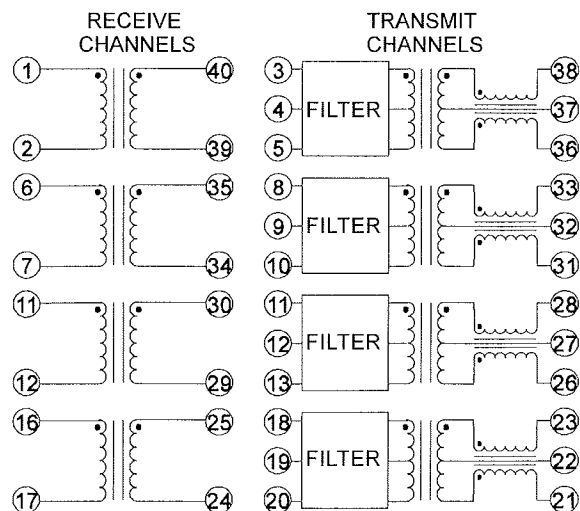 RECEIVE
CHANNELS
TRANSMIT
CHANNELS
1 40
2 39
6 35
7 34
11 30
12 29
16 25
17 24
3 38
4 FILTER 37
5 36
8 33
9 FILTER 32
10 31
11 28
12 FILTER 27
13 26
18 23
19 FILTER 22
20 21